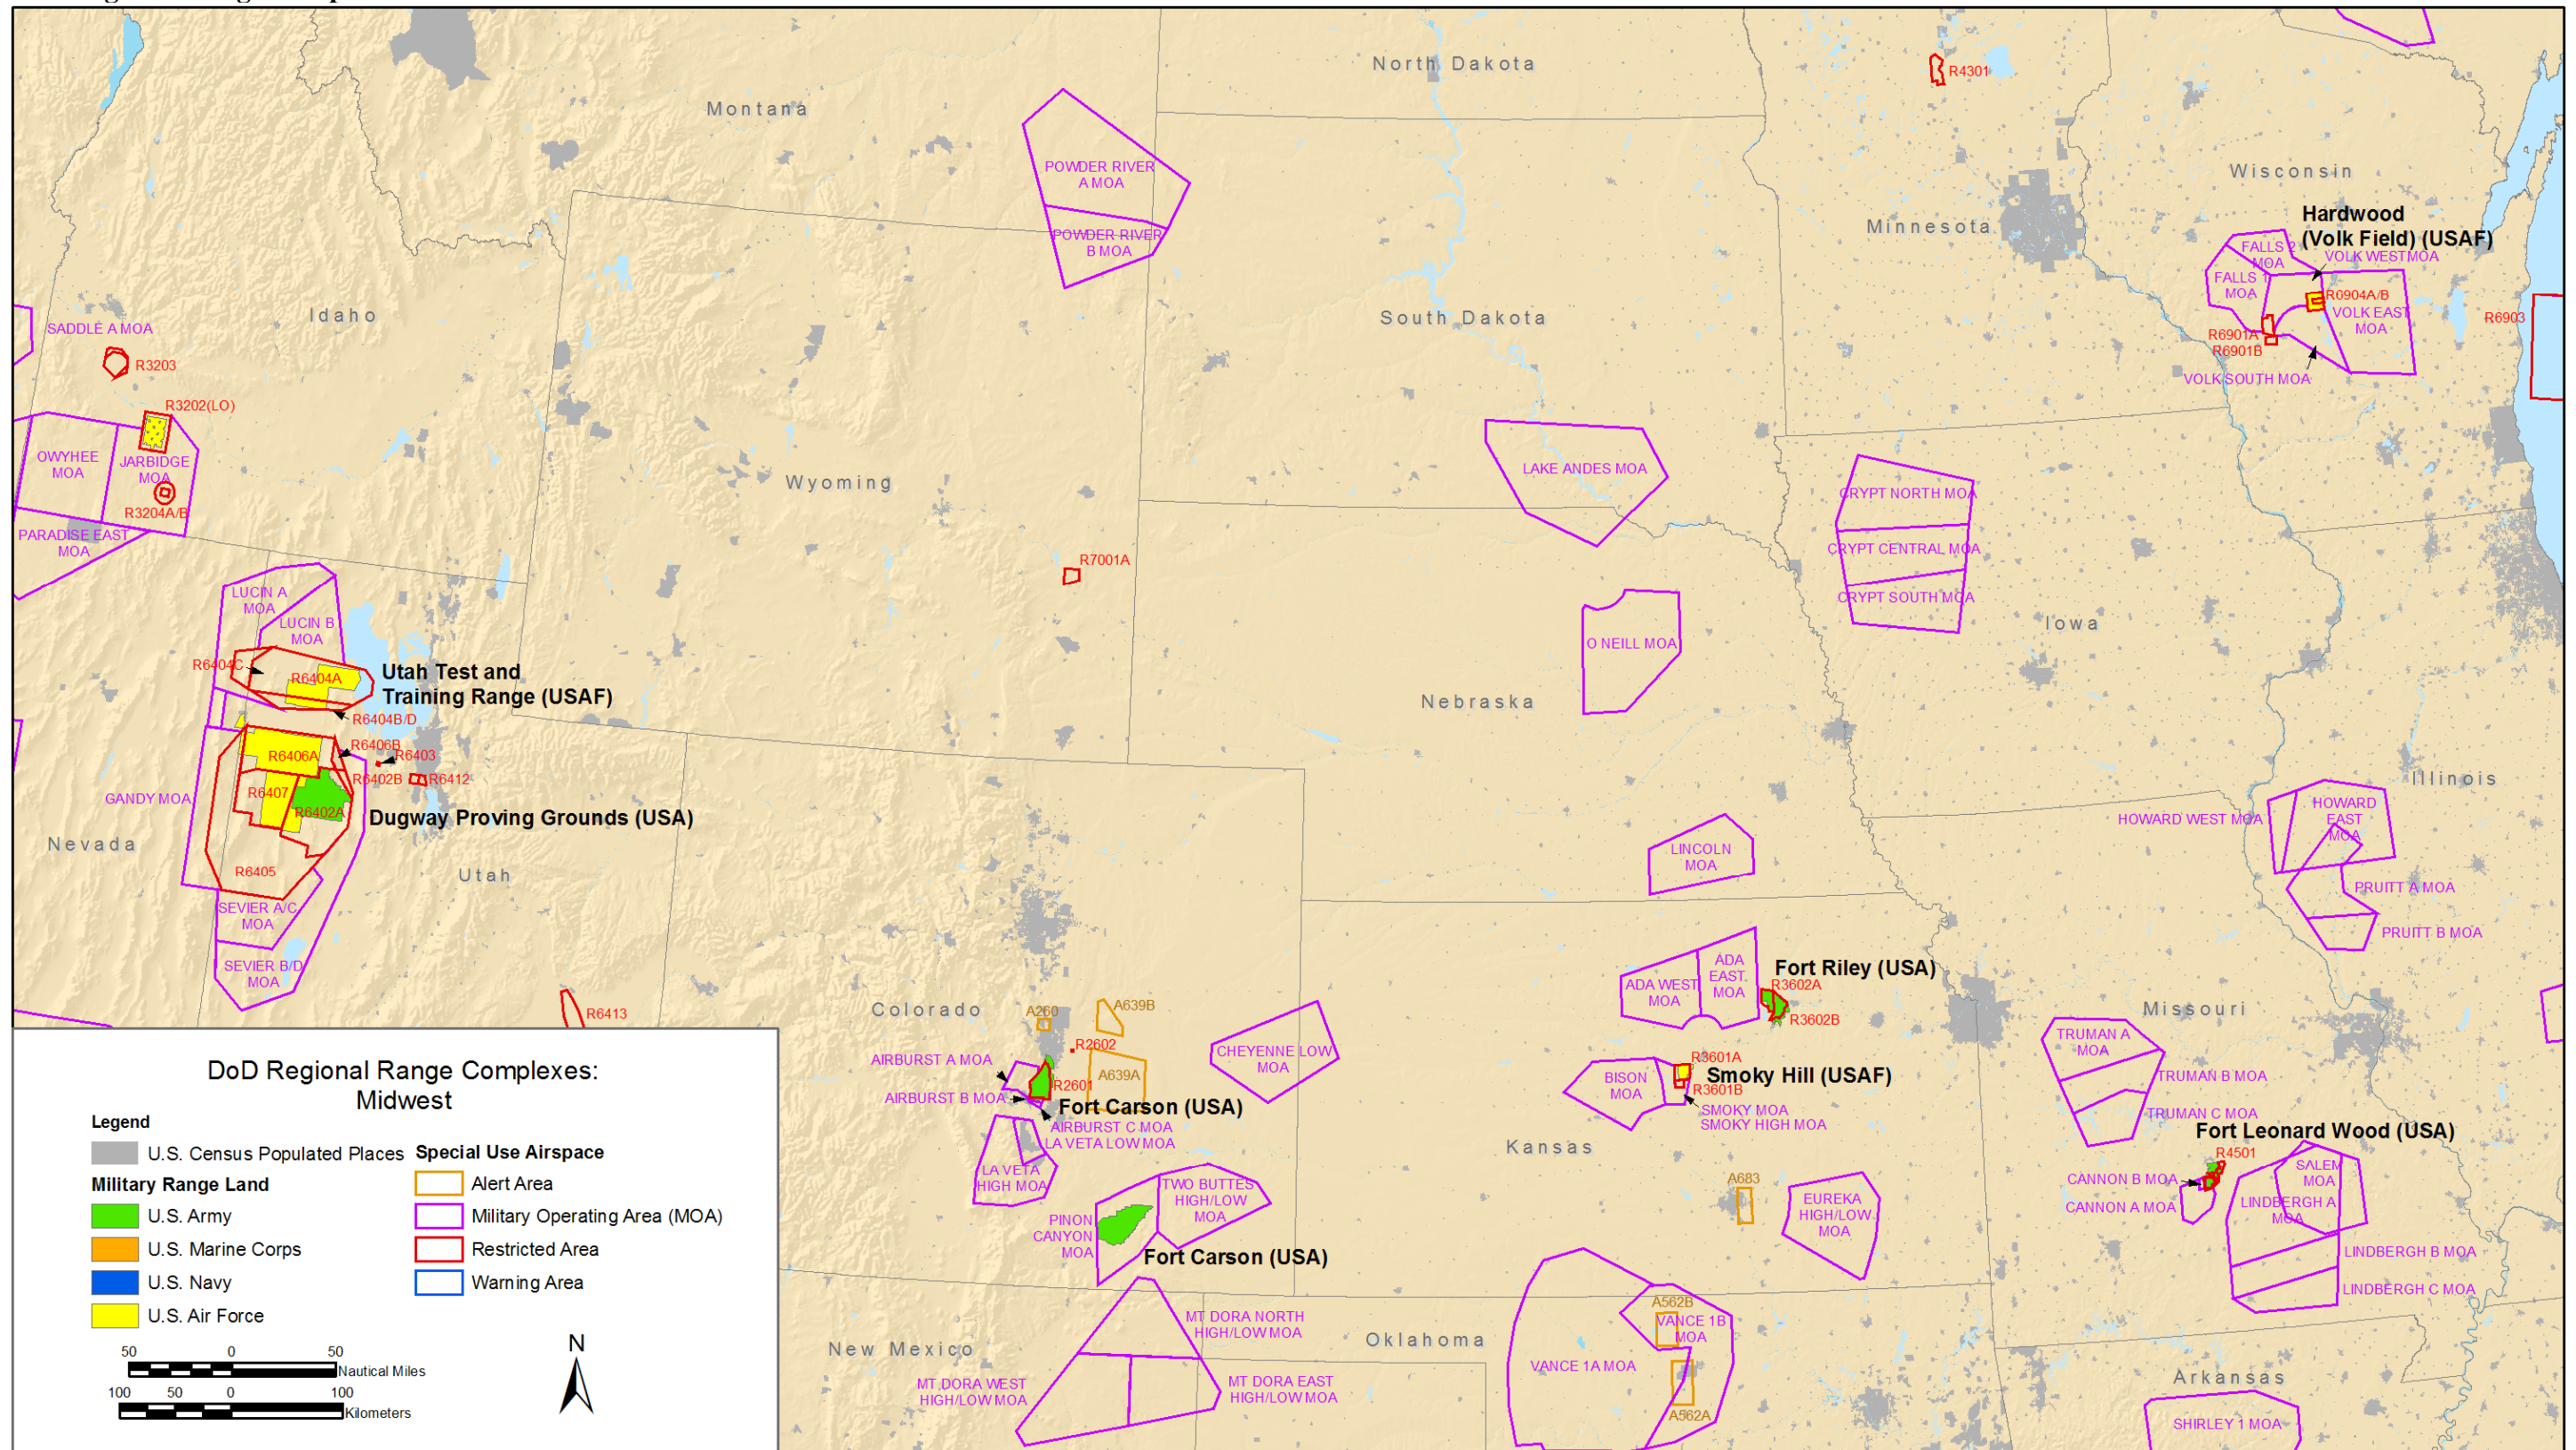 North Dakota
R4301
Montana
POWDER RIVER
A MOA
Wisconsin
Hardwood
(Volk Field) (USAF)
Minnesota
POWDER RIVER
B MOA
FALLS 2
MOA
VOLK WEST MOA
FALLS 1
MOA
R6904A/B
VOLK EAST
MOA
R6903
Idaho
South Dakota
SADDLE A MOA
R3203
R6901A
R6901B
VOLK SOUTH MOA
R3202(LO)
OWYHEE
MOA
JARBIDGE
MOA
LAKE ANDES MOA
Wyoming
CRYPT NORTH MOA
R3204A/B
PARADISE EAST
MOA
CRYPT CENTRAL MOA
R7001A
CRYPT SOUTH MOA
LUCIN A
MOA
LUCIN B
MOA
Iowa
O NEILL MOA
R6404C
R6404A
Utah Test and
Training Range (USAF)
Nebraska
R6404B/D
R6406B
R6403
R6406A
R6402B
R6412
R6407
R6402A
GANDY MOA
Dugway Proving Grounds (USA)
Illinois
HOWARD
EAST
MOA
HOWARD WEST MOA
Nevada
LINCOLN
MOA
R6405
Utah
PRUITT A MOA
SEVIER A/C
MOA
PRUITT B MOA
SEVIER B/D
MOA
ADA WEST
MOA
ADA
EAST
MOA
Fort Riley (USA)
R3602A
R3602B
R6413
Colorado
A260
A639B
Missouri
AIRBURST A MOA
R2602
A639A
CHEYENNE LOW
MOA
TRUMAN A
MOA
R2601
AIRBURST B MOA
Fort Carson (USA)
BISON
MOA
R3601A
Smoky Hill (USAF)
R3601B
TRUMAN B MOA
SMOKY MOA
SMOKY HIGH MOA
TRUMAN C MOA
AIRBURST C MOA
LA VETA LOW MOA
Kansas
Fort Leonard Wood (USA)
R4501
LA VETA
HIGH MOA
TWO BUTTES
HIGH/LOW
MOA
A683
CANNON B MOA
SALEM
MOA
CANNON A MOA
LINDBERGH A
MOA
PINON
CANYON
MOA
EUREKA
HIGH/LOW
MOA
Fort Carson (USA)
LINDBERGH B MOA
LINDBERGH C MOA
MT DORA NORTH
HIGH/LOW MOA
A562B
VANCE 1B
MOA
New Mexico
Oklahoma
VANCE 1A MOA
MT DORA WEST
HIGH/LOW MOA
MT DORA EAST
HIGH/LOW MOA
A562A
Arkansas
SHIRLEY 1 MOA
DoD Regional Range Complexes:
Midwest
Legend
U.S. Census Populated Places
Military Range Land
U.S. Army
U.S. Marine Corps
U.S. Navy
U.S. Air Force
Special Use Airspace
Alert Area
Military Operating Area (MOA)
Restricted Area
Warning Area
50 0 50
Nautical Miles
100 50 0 100
Kilometers
N